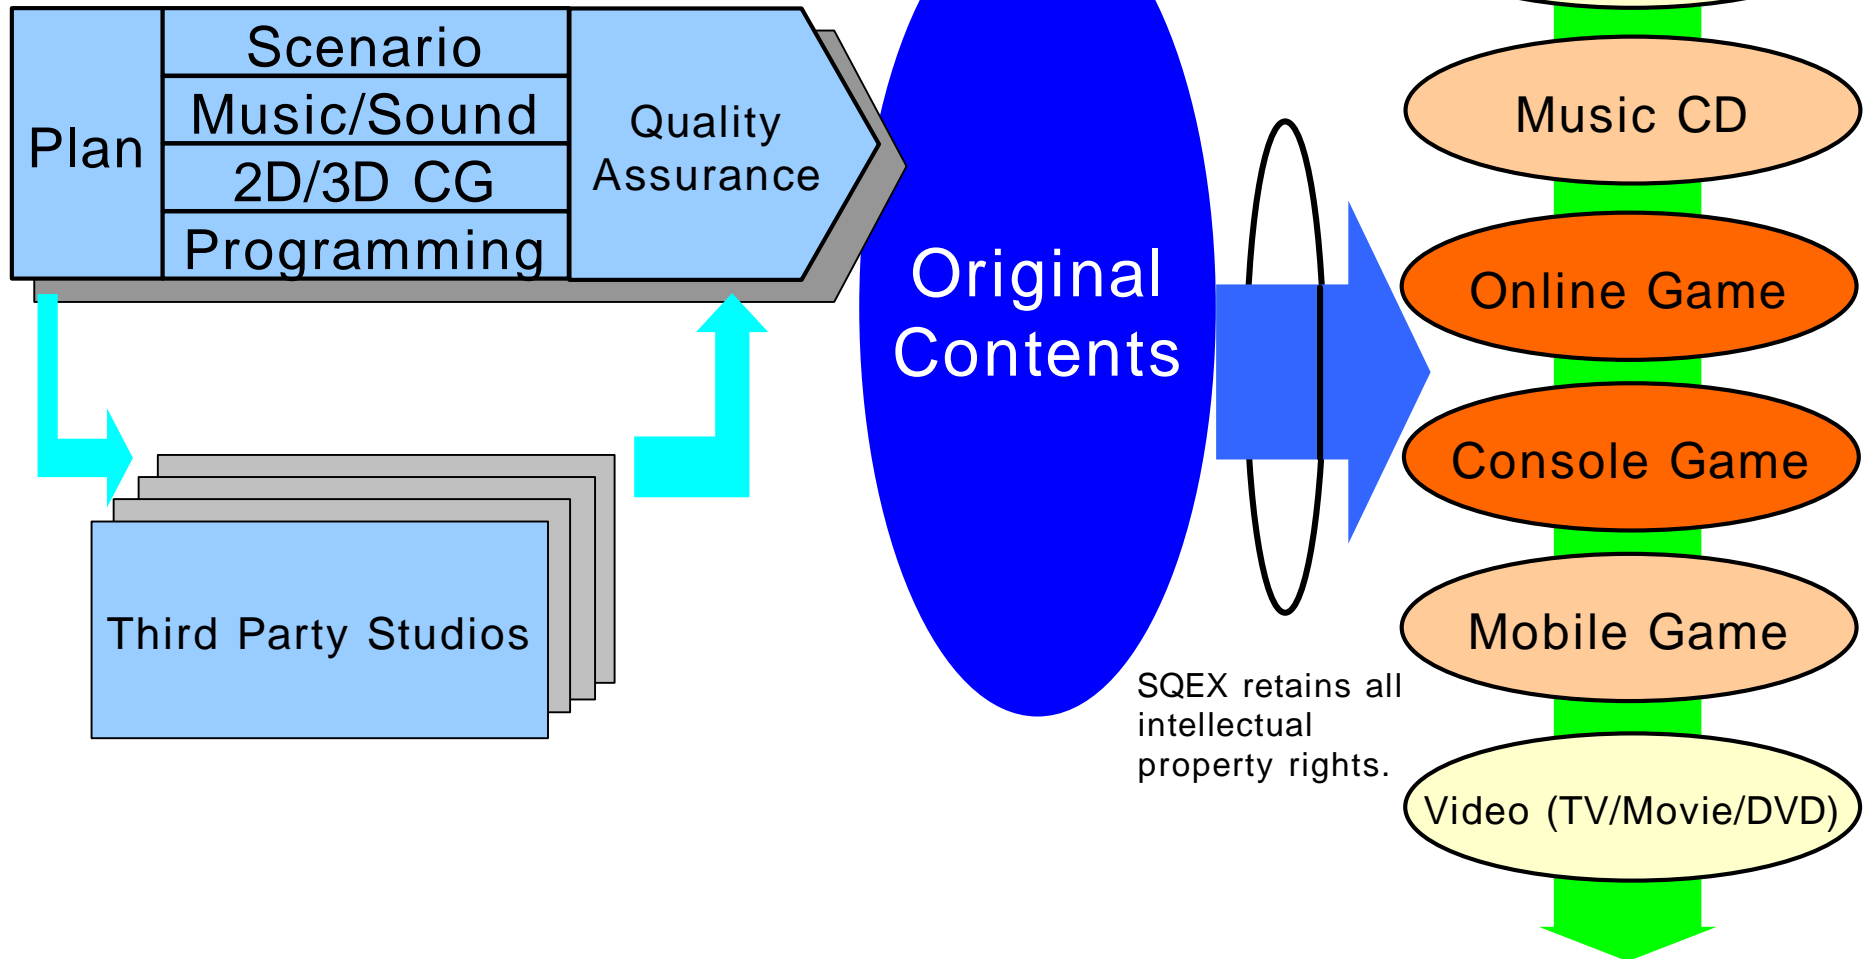 Plan
Scenario
Music/Sound
2D/3D CG
Programming
Quality
Assurance
Third Party Studios
Original
Contents
SQEX retains all
intellectual
property rights.
Music CD
Online Game
Console Game
Mobile Game
Video (TV/Movie/DVD)